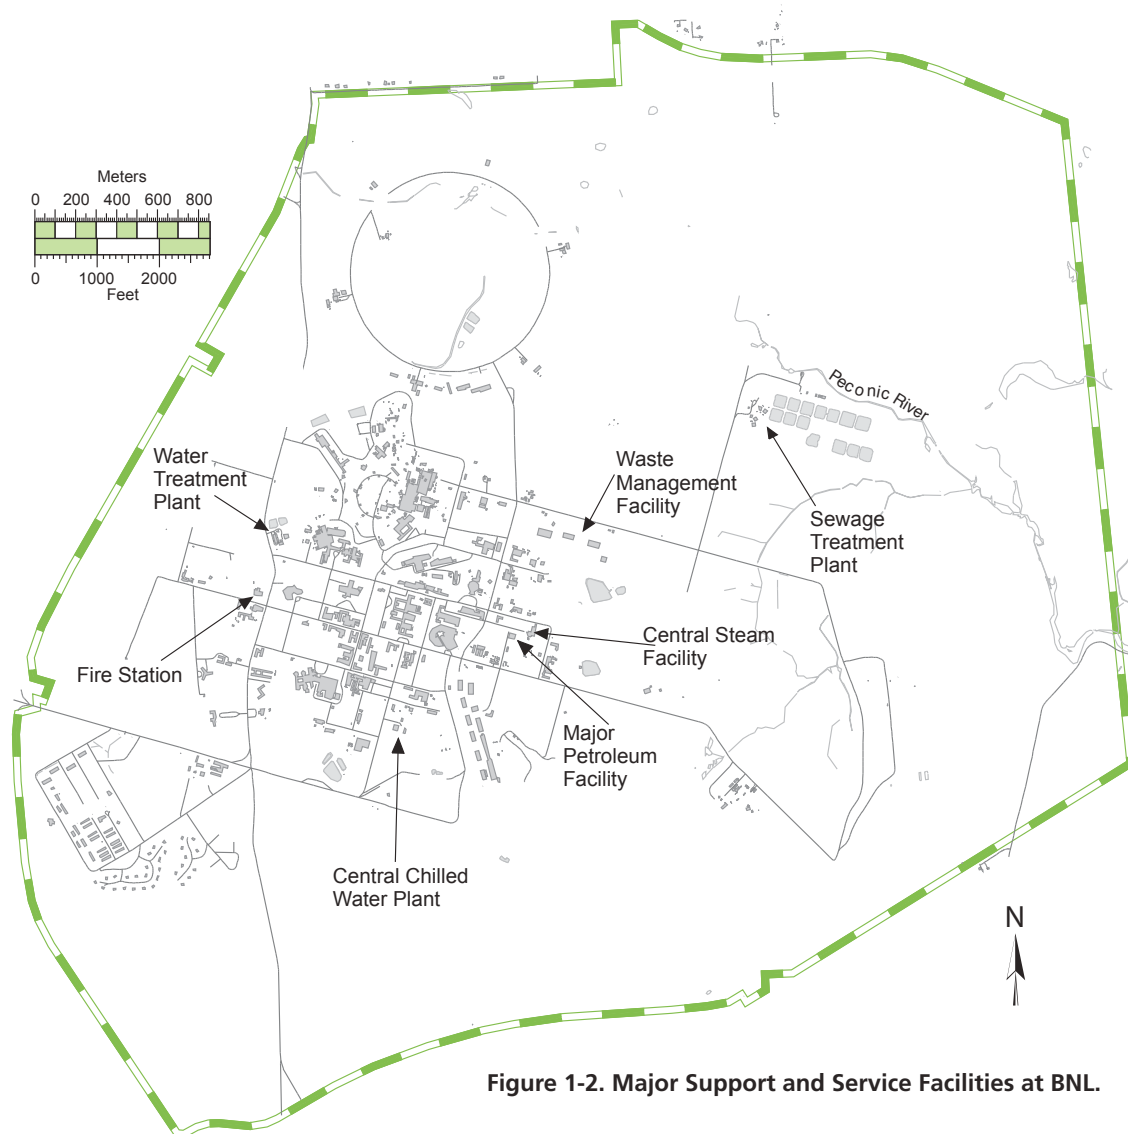 Meters
0 200 400 600 800
0 1000 2000
Feet
Peconic River
Water
Treatment
Plant
Waste
Management
Facility
Sewage
Treatment
Plant
Central Steam
Facility
Fire Station
Major
Petroleum
Facility
Central Chilled
Water Plant
N
Figure 1-2. Major Support and Service Facilities at BNL.